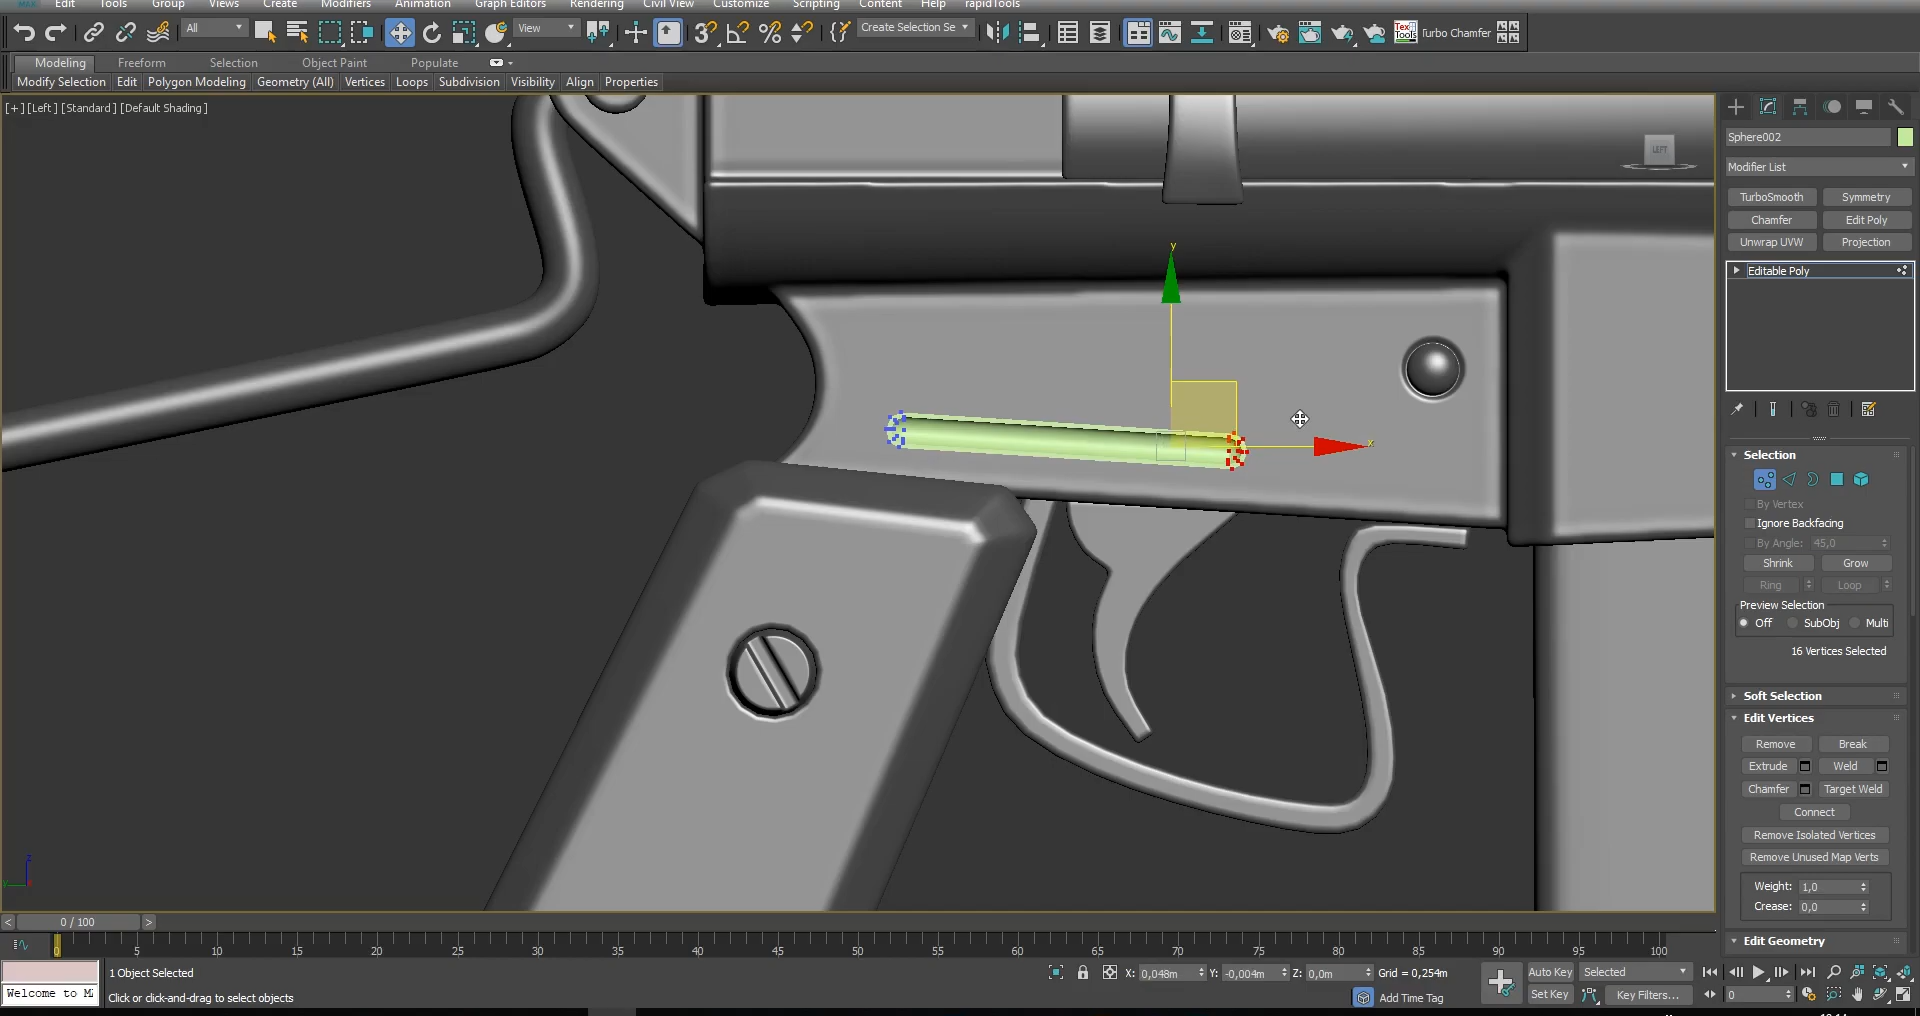 Edit Tools Group Views Create Modifiers Animation Graph Editors Rendering Civil View Customize Scripting Content Help rapidTools
All View Create Selection Se Turbo Chamfer
Modeling Freeform Selection Object Paint Populate
Modify Selection Edit Polygon Modeling Geometry (All) Vertices Loops Subdivision Visibility Align Properties
[+] [Left] [Standard] [Default Shading]
Sphere002
LEFT
Modifier List
TurboSmooth Symmetry
Chamfer Edit Poly
Unwrap UVW Projection
y
Editable Poly
x
Selection
By Vertex
Ignore Backfacing
By Angle: 45,0
Shrink Grow
Ring Loop
Preview Selection
Off SubObj Multi
16 Vertices Selected
Soft Selection
Edit Vertices
Remove Break
Extrude Weld
Chamfer Target Weld
Connect
Remove Isolated Vertices
Remove Unused Map Verts
z
y x
Weight: 1,0
Crease: 0,0
< 0 / 100 >
Edit Geometry
0 5 10 15 20 25 30 35 40 45 50 55 60 65 70 75 80 85 90 95 100
1 Object Selected X: 0,048m Y: -0,004m Z: 0,0m Grid = 0,254m Auto Key Selected
Welcome to M Click or click-and-drag to select objects Add Time Tag Set Key Key Filters... 0